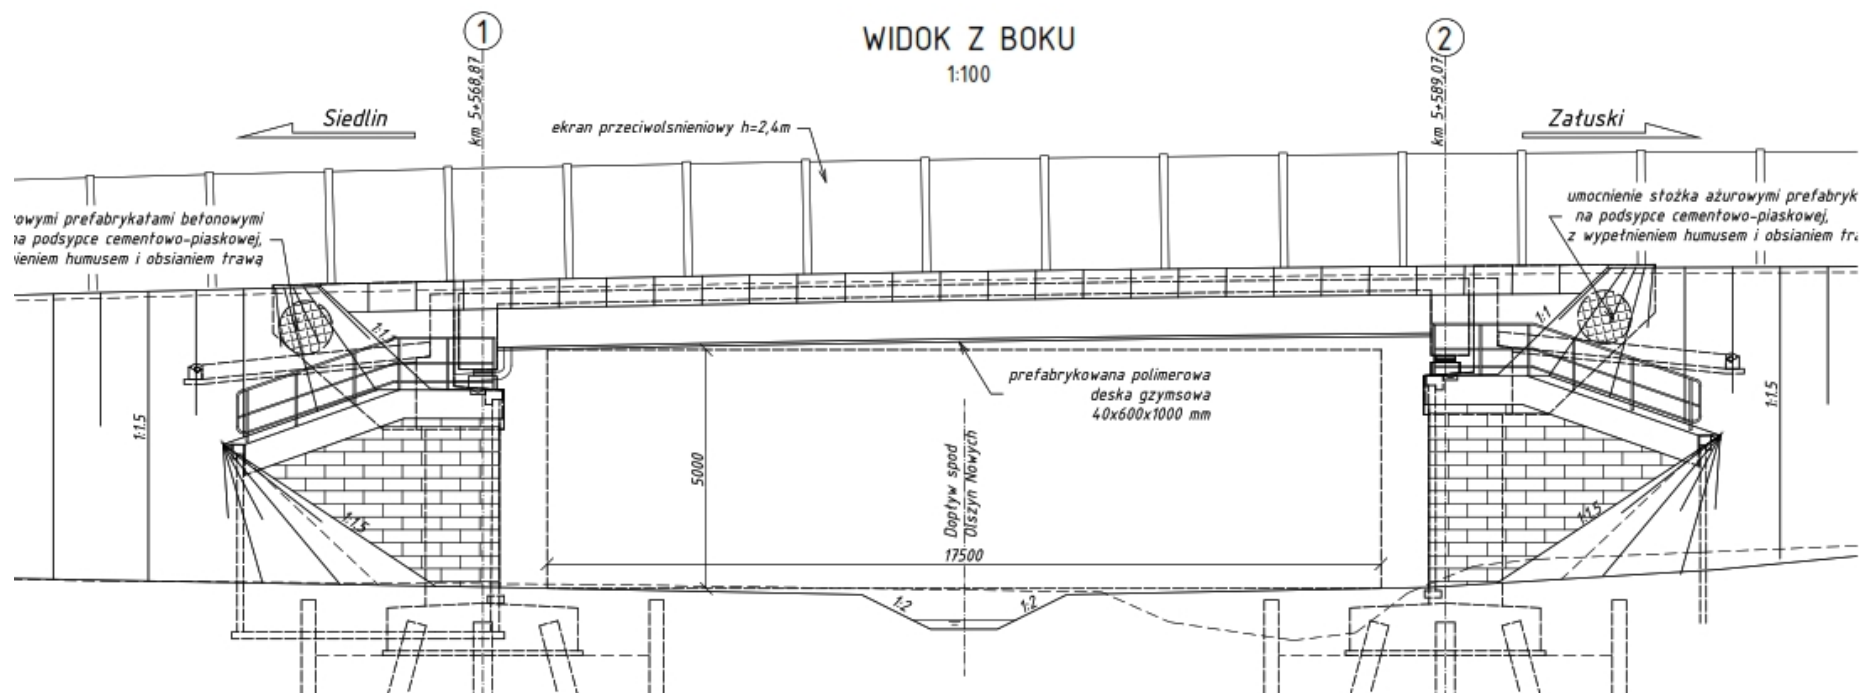 1
2
WIDOK Z BOKU
1:100
km 5+568,87
km 5+589,07
Siedlin
Załuski
ekran przeciwolsnieniowy h=2,4m
owymi prefabrykatami betonowymi
na podsypce cementowo-piaskowej,
ieniem humusem i obsianiem trawą
umocnienie stożka ażurowymi prefabryk
na podsypce cementowo-piaskowej,
z wypełnieniem humusem i obsianiem tra
1:1
1:1
prefabrykowana polimerowa
deska gzymsowa
40x600x1000 mm
1:1.5
1:1.5
5000
Dopływ spod
Olszyn Nowych
1:1.5
1:1.5
17500
1:2
1:2